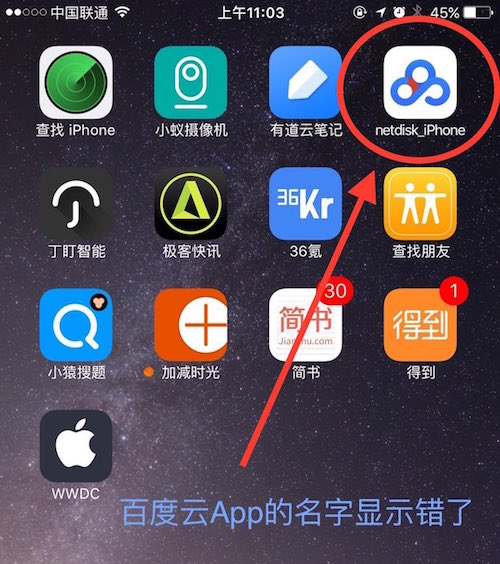 中国联通 上午11:03 45%
查找 iPhone 小蚁摄像机 有道云笔记 netdisk_iPhone
36Kr
丁盯智能 极客快讯 36氪 查找朋友
30 1
简书 得到
Jianshu.com
小猿搜题 加减时光 简书 得到
WWDC
百度云App的名字显示错了